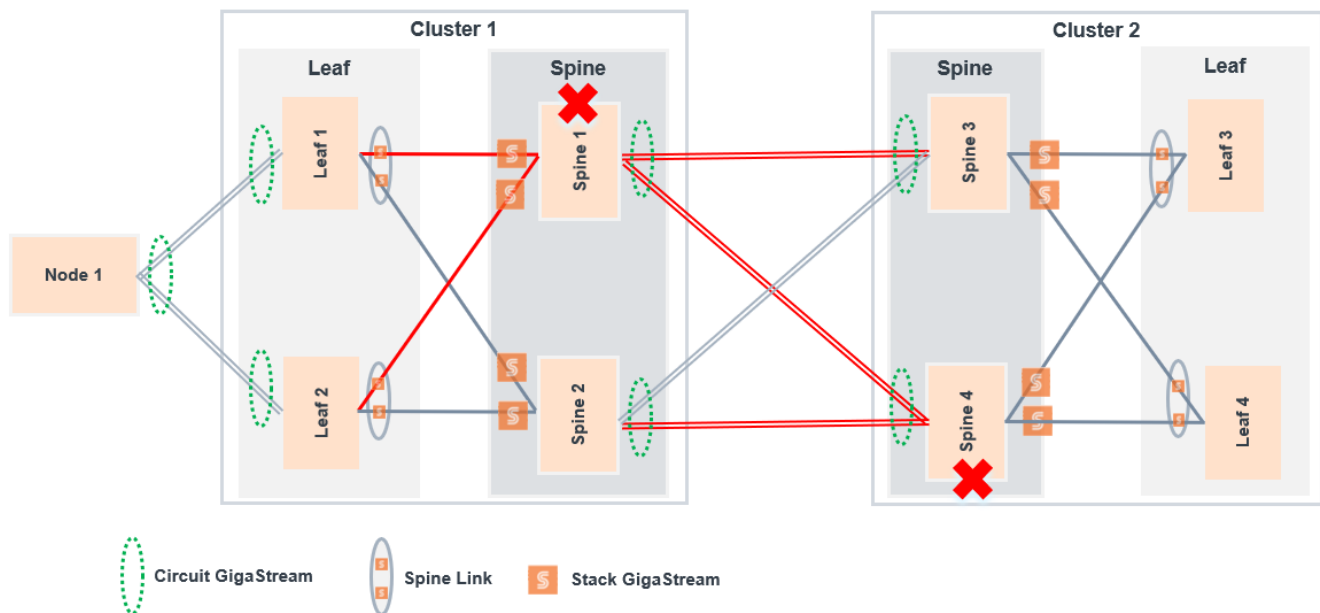 Cluster 1
Cluster 2
Leaf
Spine
Spine
Leaf
Leaf 1
Spine 1
Spine 3
Leaf 3
Node 1
Leaf 2
Spine 2
Spine 4
Leaf 4
Circuit GigaStream
Spine Link
Stack GigaStream